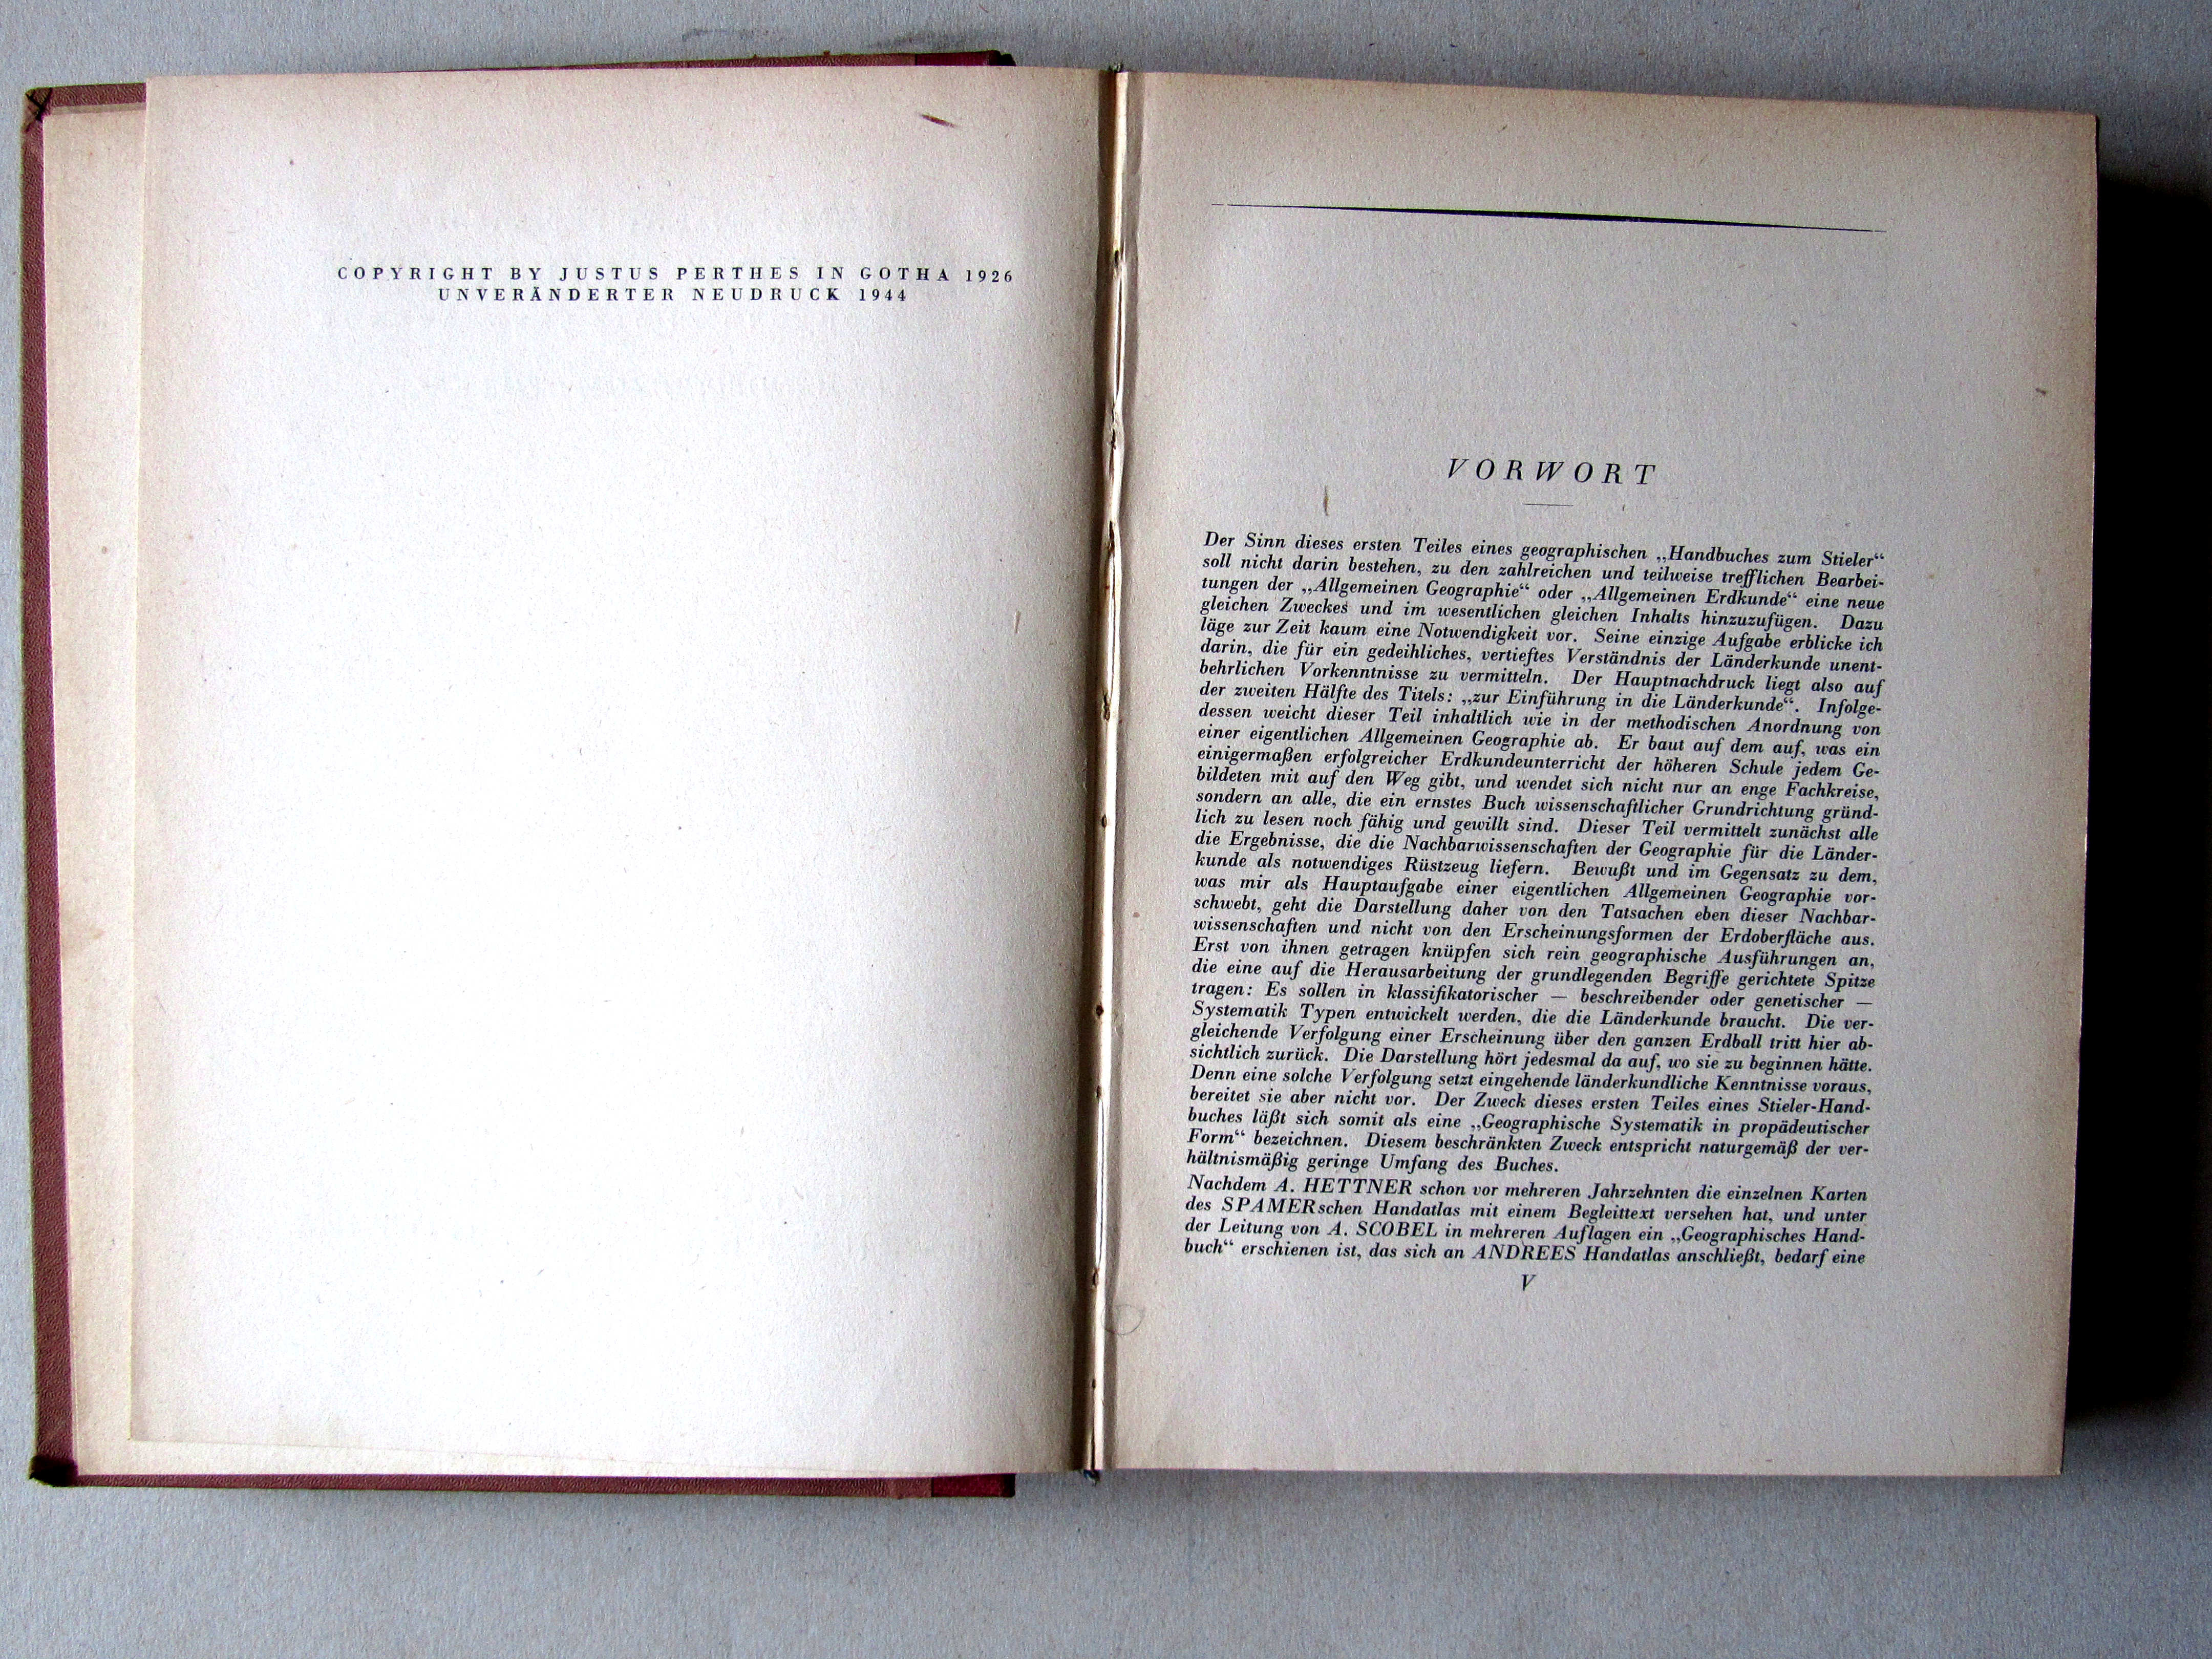 COPYRIGHT BY JUSTUS PERTHES IN GOTHA 1926
UNVERÄNDERTER NEUDRUCK 1944
VORWORT
Der Sinn dieses ersten Teiles eines geographischen „Handbuches zum Stieler“
soll nicht darin bestehen, zu den zahlreichen und teilweise trefflichen Bearbei-
tungen der „Allgemeinen Geographie“ oder „Allgemeinen Erdkunde“ eine neue
gleichen Zweckes und im wesentlichen gleichen Inhalts hinzuzufügen. Dazu
läge zur Zeit kaum eine Notwendigkeit vor. Seine einzige Aufgabe erblicke ich
darin, die für ein gedeihliches, vertieftes Verständnis der Länderkunde unent-
behrlichen Vorkenntnisse zu vermitteln. Der Hauptnachdruck liegt also auf
der zweiten Hälfte des Titels: „zur Einführung in die Länderkunde“. Infolge-
dessen weicht dieser Teil inhaltlich wie in der methodischen Anordnung von
einer eigentlichen Allgemeinen Geographie ab. Er baut auf dem auf, was ein
einigermaßen erfolgreicher Erdkundeunterricht der höheren Schule jedem Ge-
bildeten mit auf den Weg gibt, und wendet sich nicht nur an enge Fachkreise,
sondern an alle, die ein ernstes Buch wissenschaftlicher Grundrichtung gründ-
lich zu lesen noch fähig und gewillt sind. Dieser Teil vermittelt zunächst alle
die Ergebnisse, die die Nachbarwissenschaften der Geographie für die Länder-
kunde als notwendiges Rüstzeug liefern. Bewußt und im Gegensatz zu dem,
was mir als Hauptaufgabe einer eigentlichen Allgemeinen Geographie vor-
schwebt, geht die Darstellung daher von den Tatsachen eben dieser Nachbar-
wissenschaften und nicht von den Erscheinungsformen der Erdoberfläche aus.
Erst von ihnen getragen knüpfen sich rein geographische Ausführungen an,
die eine auf die Herausarbeitung der grundlegenden Begriffe gerichtete Spitze
tragen: Es sollen in klassifikatorischer — beschreibender oder genetischer —
Systematik Typen entwickelt werden, die die Länderkunde braucht. Die ver-
gleichende Verfolgung einer Erscheinung über den ganzen Erdball tritt hier ab-
sichtlich zurück. Die Darstellung hört jedesmal da auf, wo sie zu beginnen hätte.
Denn eine solche Verfolgung setzt eingehende länderkundliche Kenntnisse voraus,
bereitet sie aber nicht vor. Der Zweck dieses ersten Teiles eines Stieler-Hand-
buches läßt sich somit als eine „Geographische Systematik in propädeutischer
Form“ bezeichnen. Diesem beschränkten Zweck entspricht naturgemäß der ver-
hältnismäßig geringe Umfang des Buches.
Nachdem A. HETTNER schon vor mehreren Jahrzehnten die einzelnen Karten
des SPAMERschen Handatlas mit einem Begleittext versehen hat, und unter
der Leitung von A. SCOBEL in mehreren Auflagen ein „Geographisches Hand-
buch“ erschienen ist, das sich an ANDREES Handatlas anschließt, bedarf eine
V